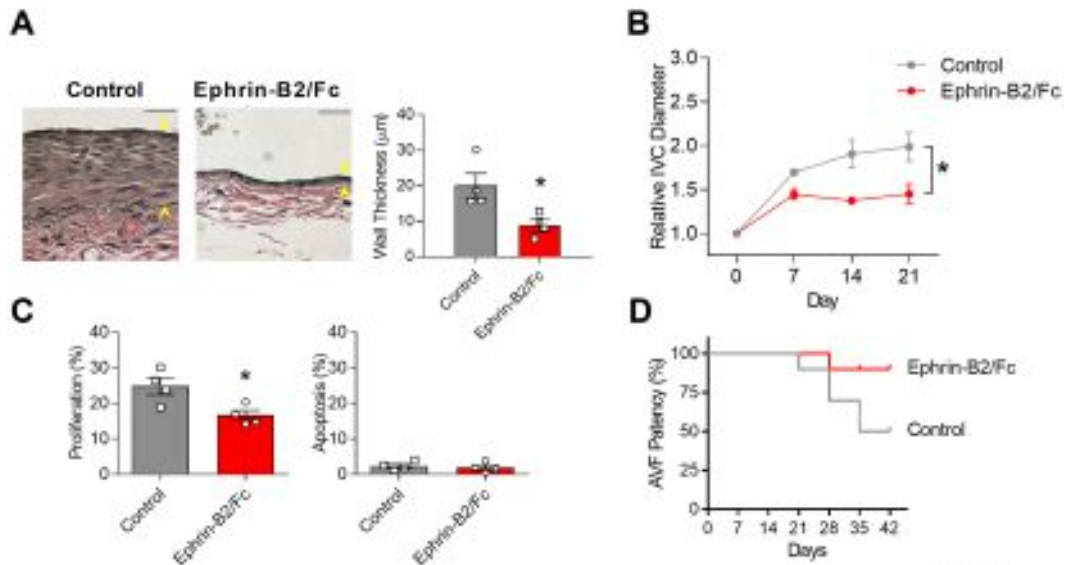 A
Control
Ephrin-B2/Fc
Wall Thickness (μm)
40
30
20
10
0
*
Control
Ephrin-B2/Fc
B
Relative IVC Diameter
3.0
2.5
2.0
1.5
1.0
0 7 14 21
Day
Control
Ephrin-B2/Fc
*
C
Proliferation (%)
40
30
20
10
0
*
Control
Ephrin-B2/Fc
Apoptosis (%)
40
30
20
10
0
Control
Ephrin-B2/Fc
D
AVF Patency (%)
100
75
50
25
0
0 7 14 21 28 35 42
Days
Ephrin-B2/Fc
Control